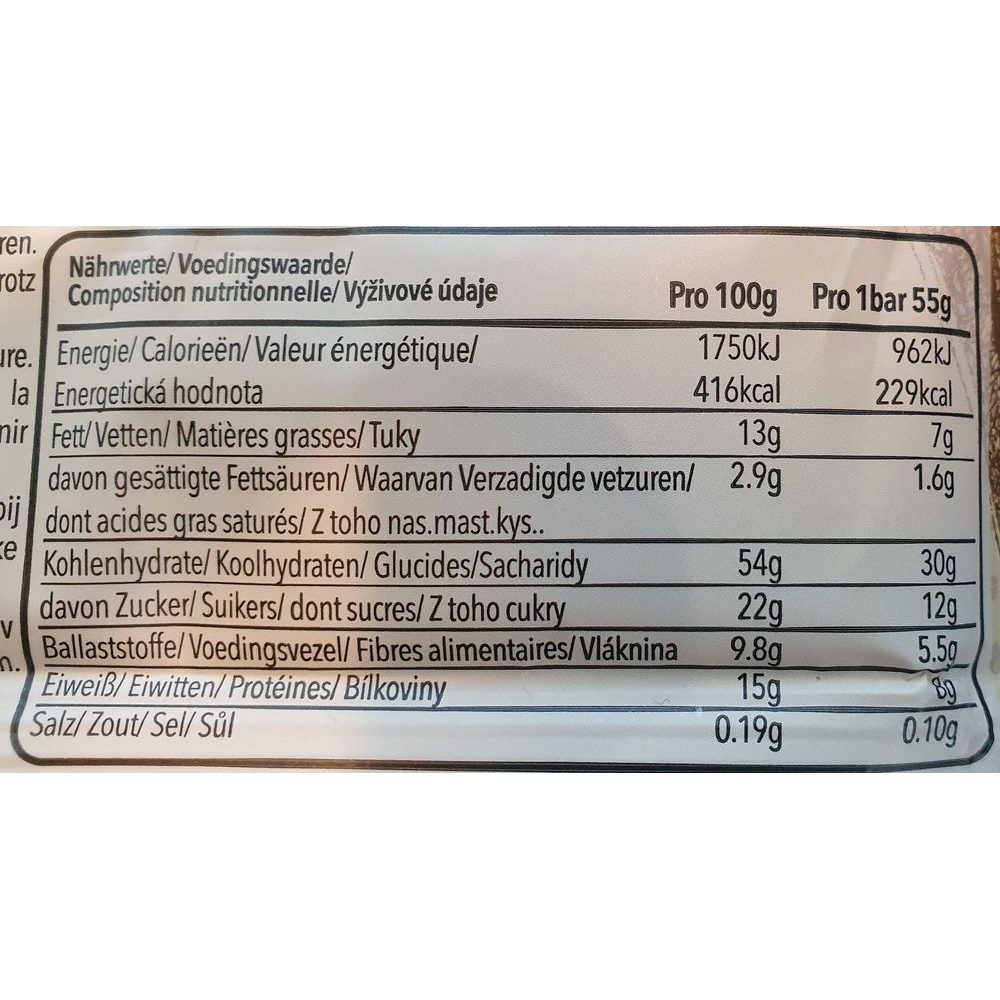 ren.
rotz
ure.
la
nir
oij
ke
v
n.
Nährwerte/ Voedingswaarde/
Composition nutritionnelle/ Výživové údaje Pro 100g Pro 1bar 55g
Energie/ Calorieën/ Valeur énergétique/ 1750kJ 962kJ
Energetická hodnota 416kcal 229kcal
Fett/ Vetten/ Matières grasses/ Tuky 13g 7g
davon gesättigte Fettsäuren/ Waarvan Verzadigde vetzuren/ 2.9g 1.6g
dont acides gras saturés/ Z toho nas.mast.kys..
Kohlenhydrate/ Koolhydraten/ Glucides/Sacharidy 54g 30g
davon Zucker/ Suikers/ dont sucres/ Z toho cukry 22g 12g
Ballaststoffe/ Voedingsvezel/ Fibres alimentaires/ Vláknina 9.8g 5.5g
Eiweiß/ Eiwitten/ Protéines/ Bílkoviny 15g 8g
Salz/ Zout/ Sel/ Sůl 0.19g 0.10g